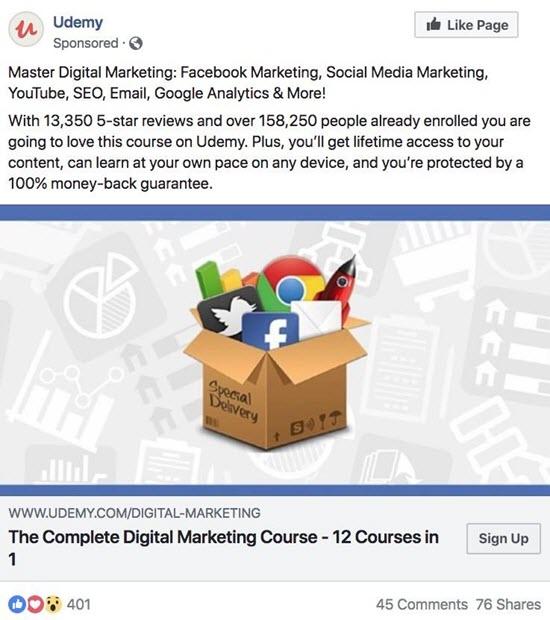 Udemy
Sponsored ·
Like Page
Master Digital Marketing: Facebook Marketing, Social Media Marketing,
YouTube, SEO, Email, Google Analytics & More!
With 13,350 5-star reviews and over 158,250 people already enrolled you are
going to love this course on Udemy. Plus, you’ll get lifetime access to your
content, can learn at your own pace on any device, and you’re protected by a
100% money-back guarantee.
Special
Delivery
WWW.UDEMY.COM/DIGITAL-MARKETING
The Complete Digital Marketing Course - 12 Courses in
1
Sign Up
401
45 Comments 76 Shares